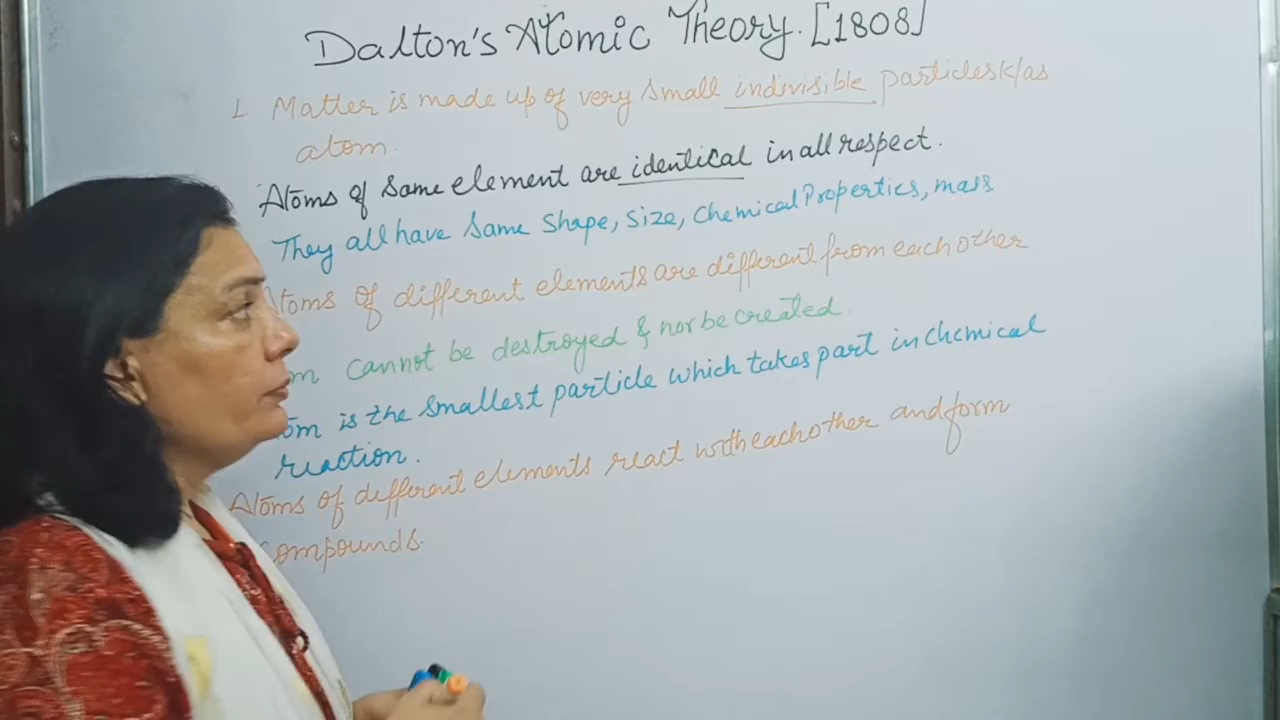 Dalton's Atomic Theory. [1808]
1. Matter is made up of very small indivisible particles k/as
atom.
Atoms of same element are identical in all respect.
They all have same shape, size, chemical Properties, mass
Atoms of different elements are different from each other
m cannot be destroyed & nor be created.
om is the smallest particle which takes part in chemical
reaction.
Atoms of different elements react with each other and form
compounds.